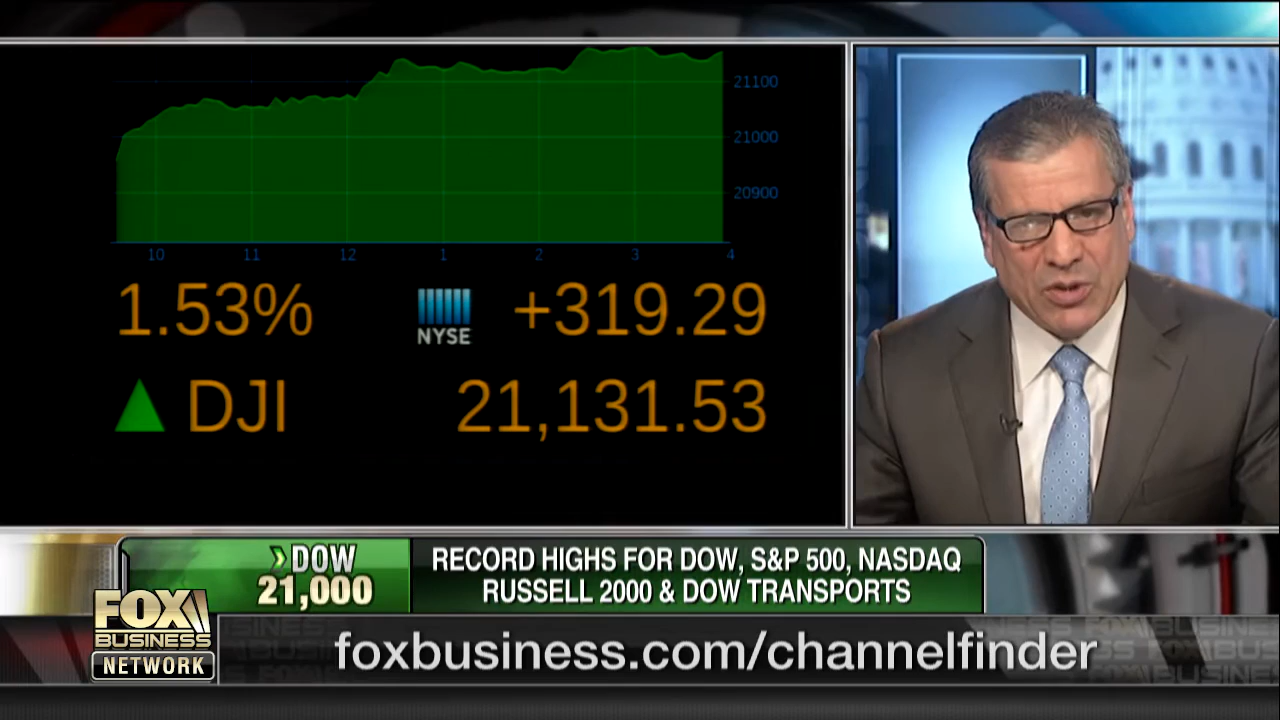 21100
21000
20900
10 11 12 1 2 3 4
1.53% NYSE +319.29
DJI 21,131.53
DOW
21,000
RECORD HIGHS FOR DOW, S&P 500, NASDAQ
RUSSELL 2000 & DOW TRANSPORTS
FOX
BUSINESS
NETWORK
foxbusiness.com/channelfinder